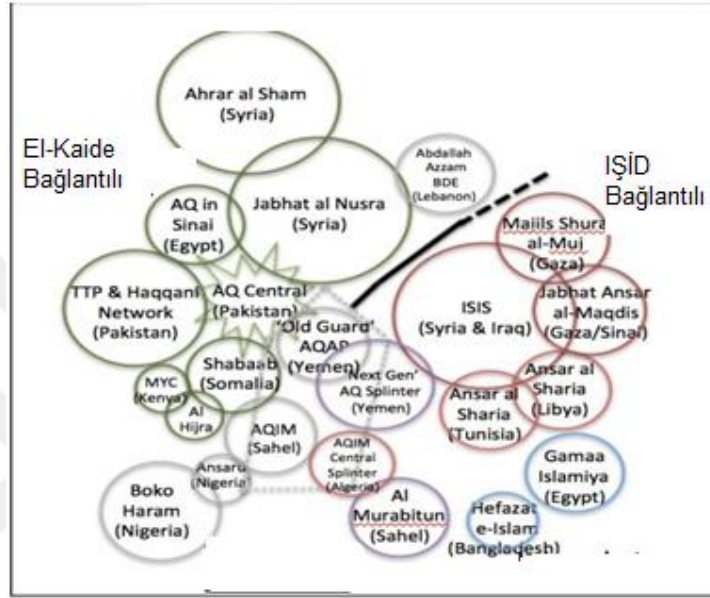 Ahrar al Sham
(Syria)
El-Kaide
Bağlantılı
Abdallah
Azzam
BDE
(Lebanon)
IŞİD
Bağlantılı
AQ in
Sinai
(Egypt)
Jabhat al Nusra
(Syria)
Majils Shura
al-Muj
(Gaza)
TTP & Haqqani
Network
(Pakistan)
AQ Central
(Pakistan)
'Old Guard'
AQAP
(Yemen)
ISIS
(Syria & Iraq)
Jabhat Ansar
al-Maqdis
(Gaza/Sinai)
MYC
(Kenya)
Shabaab
(Somalia)
Al
Hijra
Next Gen'
AQ Splinter
(Yemen)
Ansar al
Sharia
(Tunisia)
Ansar al
Sharia
(Libya)
AQIM
(Sahel)
Ansaru
(Nigeria)
AQIM
Central
Splinter
(Algeria)
Boko
Haram
(Nigeria)
Al
Murabitun
(Sahel)
Gamaa
Islamiya
(Egypt)
Hefazat
e-Islam
(Bangladesh)